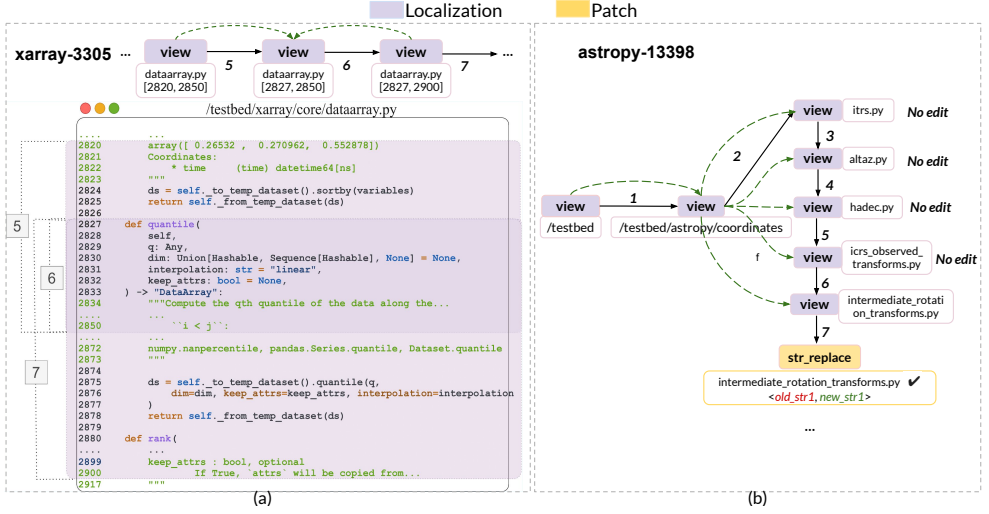 Localization
Patch
xarray-3305
...
view
view
view
...
5
6
7
dataarray.py
[2820, 2850]
dataarray.py
[2827, 2850]
dataarray.py
[2827, 2900]
/testbed/xarray/core/dataarray.py
.... ...
2820 array([ 0.26532 , 0.270962, 0.552878])
2821 Coordinates:
2822 * time (time) datetime64[ns]
2823 """
2824 ds = self._to_temp_dataset().sortby(variables)
2825 return self._from_temp_dataset(ds)
2826
2827 def quantile(
2828 self,
2829 q: Any,
2830 dim: Union[Hashable, Sequence[Hashable], None] = None,
2831 interpolation: str = "linear",
2832 keep_attrs: bool = None,
2833 ) -> "DataArray":
2834 """Compute the qth quantile of the data along the...
.... ...
2850 ``i < j``:
.... ...
2872 numpy.nanpercentile, pandas.Series.quantile, Dataset.quantile
2873 """
2874
2875 ds = self._to_temp_dataset().quantile(q,
2876 dim=dim, keep_attrs=keep_attrs, interpolation=interpolation
2877 )
2878 return self._from_temp_dataset(ds)
2879
2880 def rank(
.... ...
2899 keep_attrs : bool, optional
2900 If True, `attrs` will be copied from...
2917 """
5
6
7
(a)
astropy-13398
view
/testbed
1
view
/testbed/astropy/coordinates
2
view
itrs.py
No edit
3
view
altaz.py
No edit
4
view
hadec.py
No edit
5
f
view
icrs_observed_
transforms.py
No edit
6
view
intermediate_rotati
on_transforms.py
7
str_replace
intermediate_rotation_transforms.py ✔
<old_str1, new_str1>
...
(b)